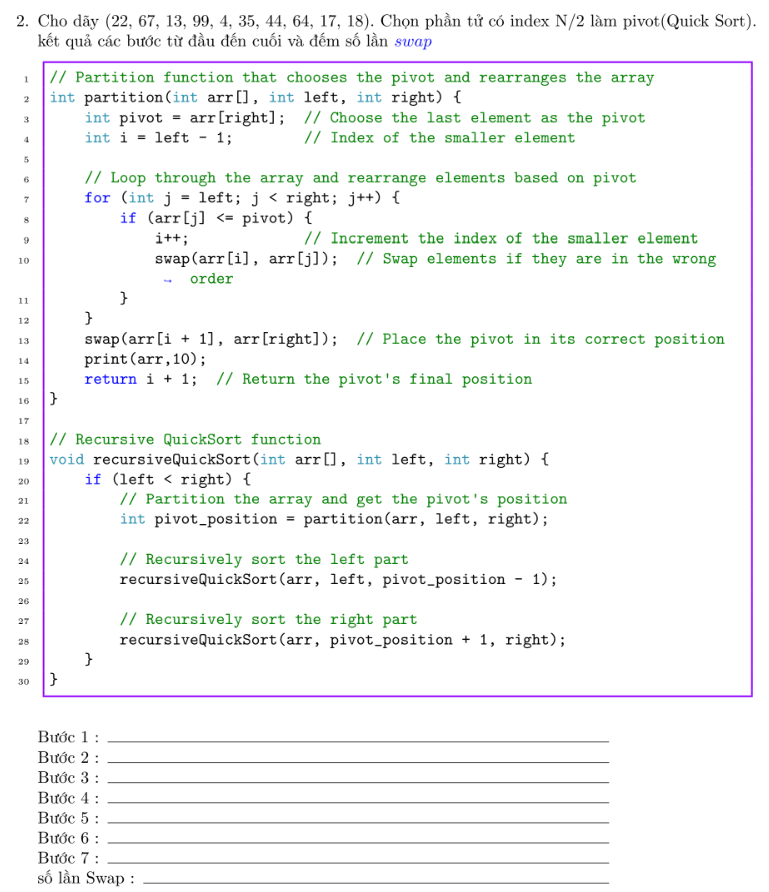 2. Cho dãy (22, 67, 13, 99, 4, 35, 44, 64, 17, 18). Chọn phần tử có index N/2 làm pivot(Quick Sort).
kết quả các bước từ đầu đến cuối và đếm số lần swap
1 // Partition function that chooses the pivot and rearranges the array
2 int partition(int arr[], int left, int right) {
3     int pivot = arr[right];  // Choose the last element as the pivot
4     int i = left - 1;        // Index of the smaller element
5
6     // Loop through the array and rearrange elements based on pivot
7     for (int j = left; j < right; j++) {
8         if (arr[j] <= pivot) {
9             i++;             // Increment the index of the smaller element
10             swap(arr[i], arr[j]);  // Swap elements if they are in the wrong
↪ order
11         }
12     }
13     swap(arr[i + 1], arr[right]);  // Place the pivot in its correct position
14     print(arr,10);
15     return i + 1;  // Return the pivot's final position
16 }
17
18 // Recursive QuickSort function
19 void recursiveQuickSort(int arr[], int left, int right) {
20     if (left < right) {
21         // Partition the array and get the pivot's position
22         int pivot_position = partition(arr, left, right);
23
24         // Recursively sort the left part
25         recursiveQuickSort(arr, left, pivot_position - 1);
26
27         // Recursively sort the right part
28         recursiveQuickSort(arr, pivot_position + 1, right);
29     }
30 }
Bước 1 :
Bước 2 :
Bước 3 :
Bước 4 :
Bước 5 :
Bước 6 :
Bước 7 :
số lần Swap :